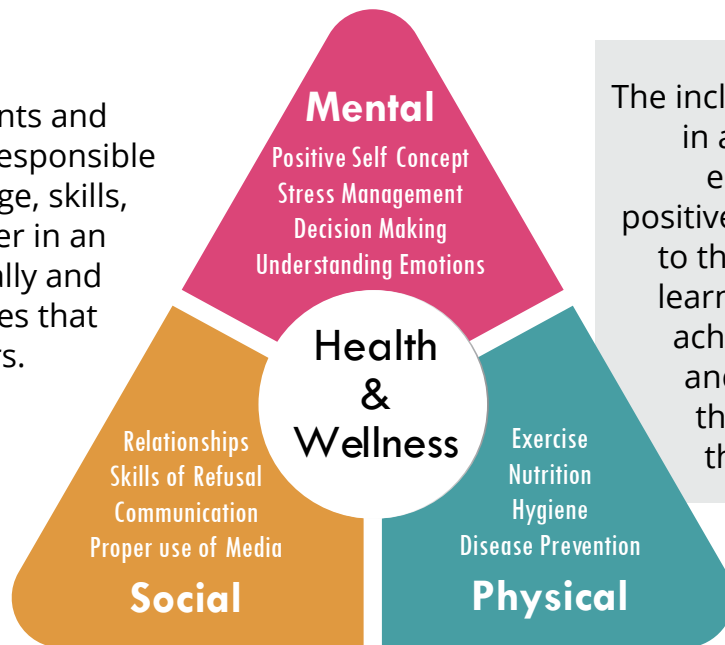 nts and
esponsible
ge, skills,
er in an
lly and
es that
rs.
Mental
Positive Self Concept
Stress Management
Decision Making
Understanding Emotions
Health
&
Wellness
Relationships
Skills of Refusal
Communication
Proper use of Media
Social
Exercise
Nutrition
Hygiene
Disease Prevention
Physical
The incl
in a
e
positive
to th
learn
ach
and
th
th